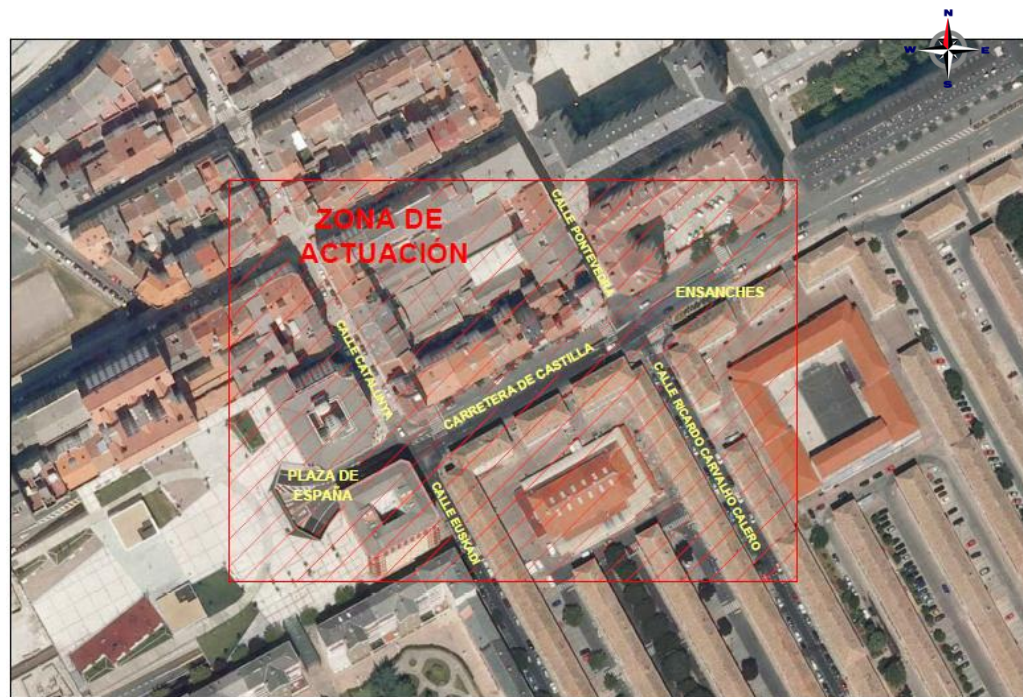 N
W
E
S
ZONA DE
ACTUACIÓN
CALLE PONTEVEDRA
ENSANCHES
CALLE CATALUNYA
CARRETERA DE CASTILLA
CALLE RICARDO CARVALHO CALERO
PLAZA DE
ESPAÑA
CALLE EUSKADI